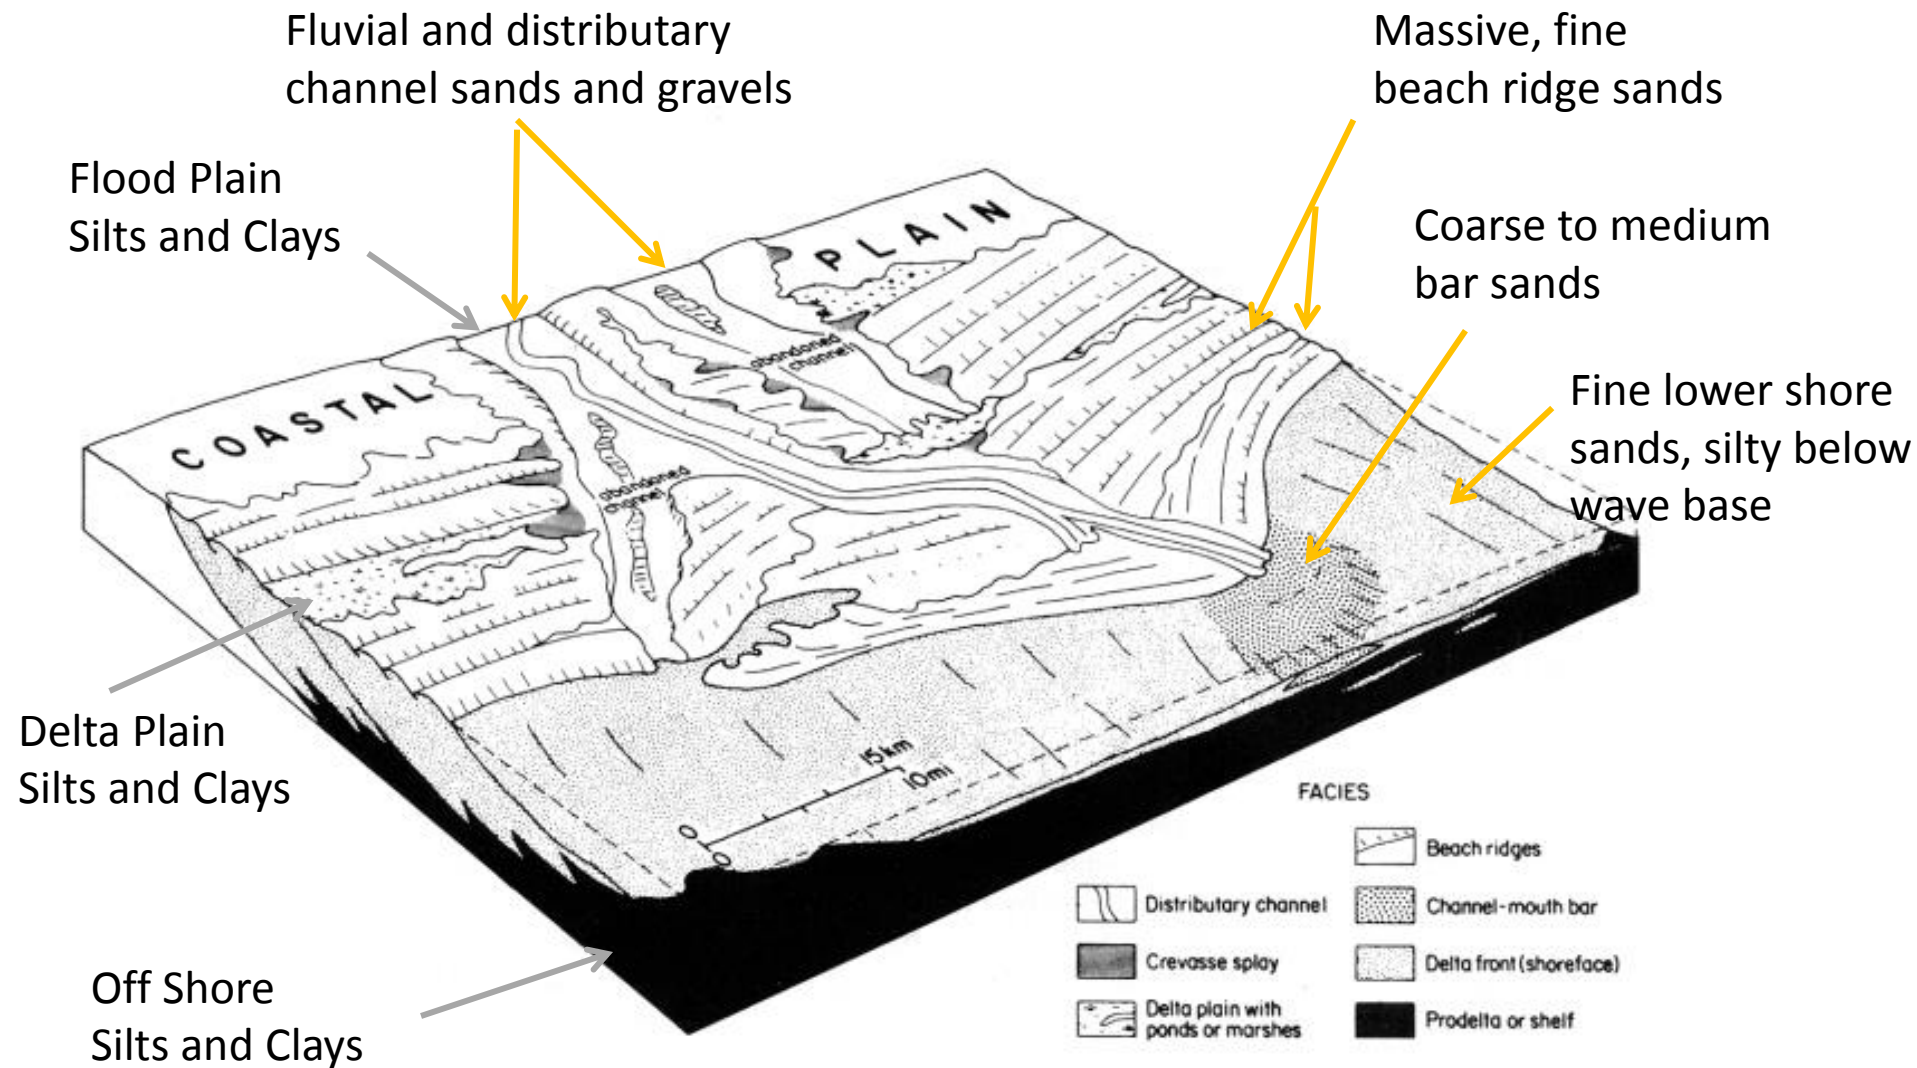 Fluvial and distributary
channel sands and gravels
Massive, fine
beach ridge sands
Flood Plain
Silts and Clays
Coarse to medium
bar sands
Fine lower shore
sands, silty below
wave base
COASTAL
PLAIN
abandoned
channel
abandoned
channel
Delta Plain
Silts and Clays
Off Shore
Silts and Clays
0
15km
0
10mi
FACIES
Beach ridges
Distributary channel
Channel-mouth bar
Crevasse splay
Delta front (shoreface)
Delta plain with
ponds or marshes
Prodelta or shelf